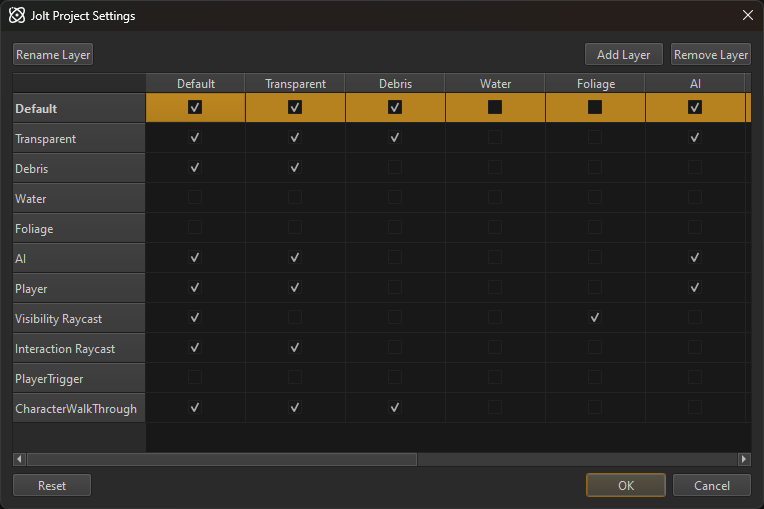 Jolt Project Settings
Rename Layer Add Layer Remove Layer
Default Transparent Debris Water Foliage AI
Default
Transparent
Debris
Water
Foliage
AI
Player
Visibility Raycast
Interaction Raycast
PlayerTrigger
CharacterWalkThrough
Reset OK Cancel